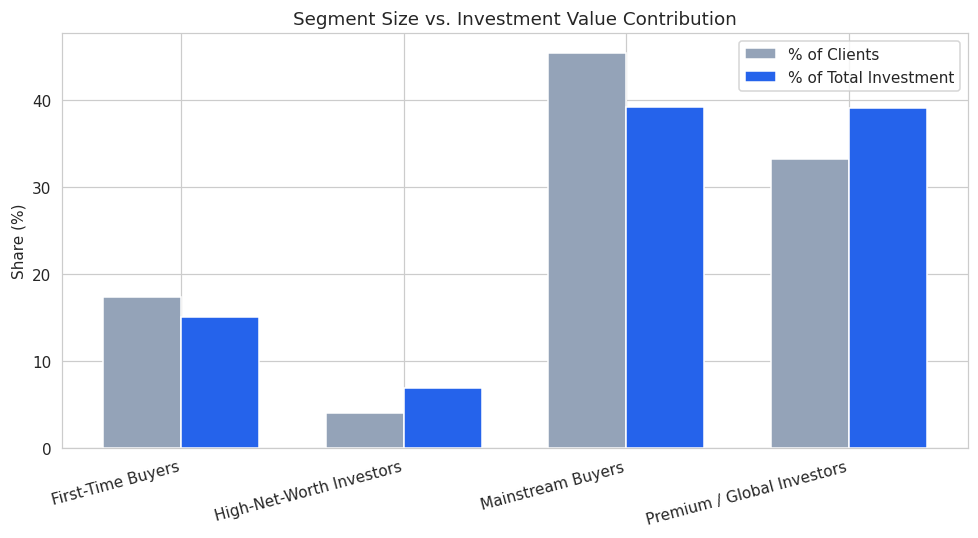 Segment Size vs. Investment Value Contribution
% of Clients
% of Total Investment
Share (%)
40
30
20
10
0
First-Time Buyers
High-Net-Worth Investors
Mainstream Buyers
Premium / Global Investors